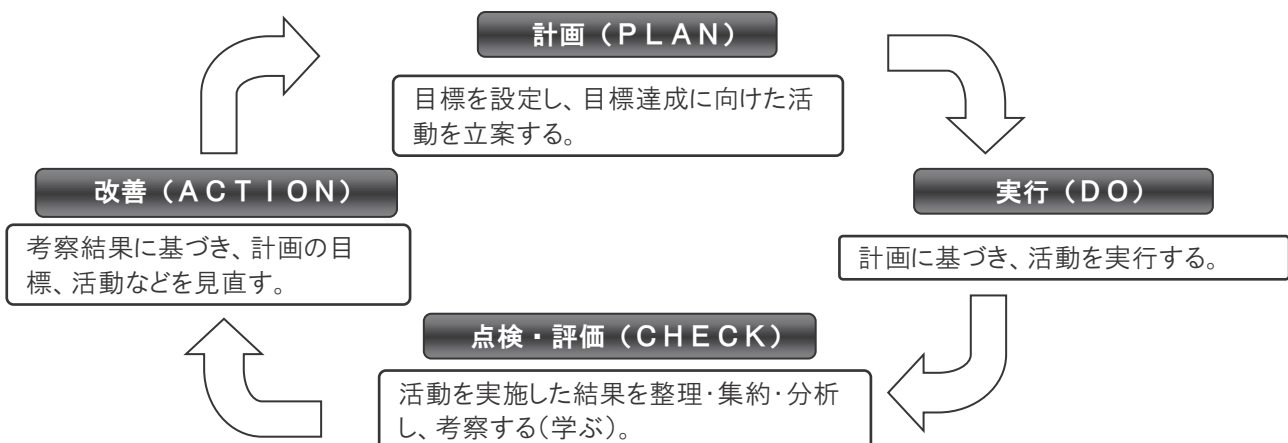 計画（ＰＬＡＮ）
目標を設定し、目標達成に向けた活
動を立案する。
改善（ＡＣＴＩＯＮ）
考察結果に基づき、計画の目
標、活動などを見直す。
実行（ＤＯ）
計画に基づき、活動を実行する。
点検・評価（ＣＨＥＣＫ）
活動を実施した結果を整理･集約･分析
し、考察する（学ぶ）。